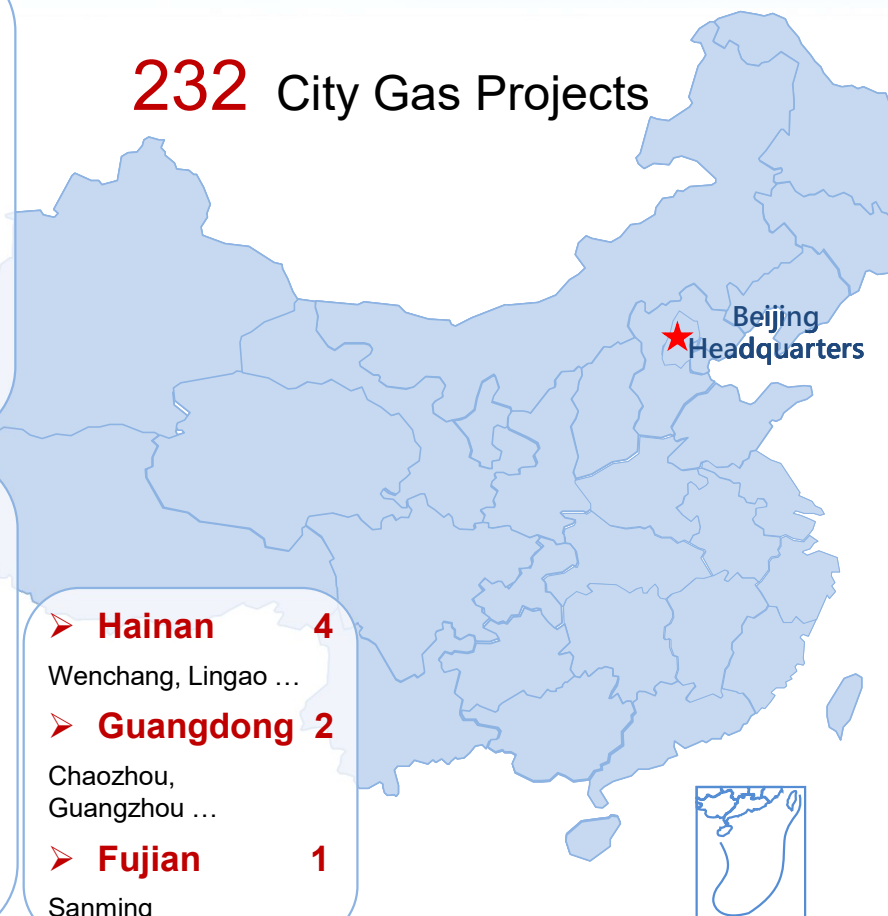 232 City Gas Projects
Beijing
Headquarters
➢ Hainan 4
Wenchang, Lingao …
➢ Guangdong 2
Chaozhou,
Guangzhou …
➢ Fujian 1
Sanming